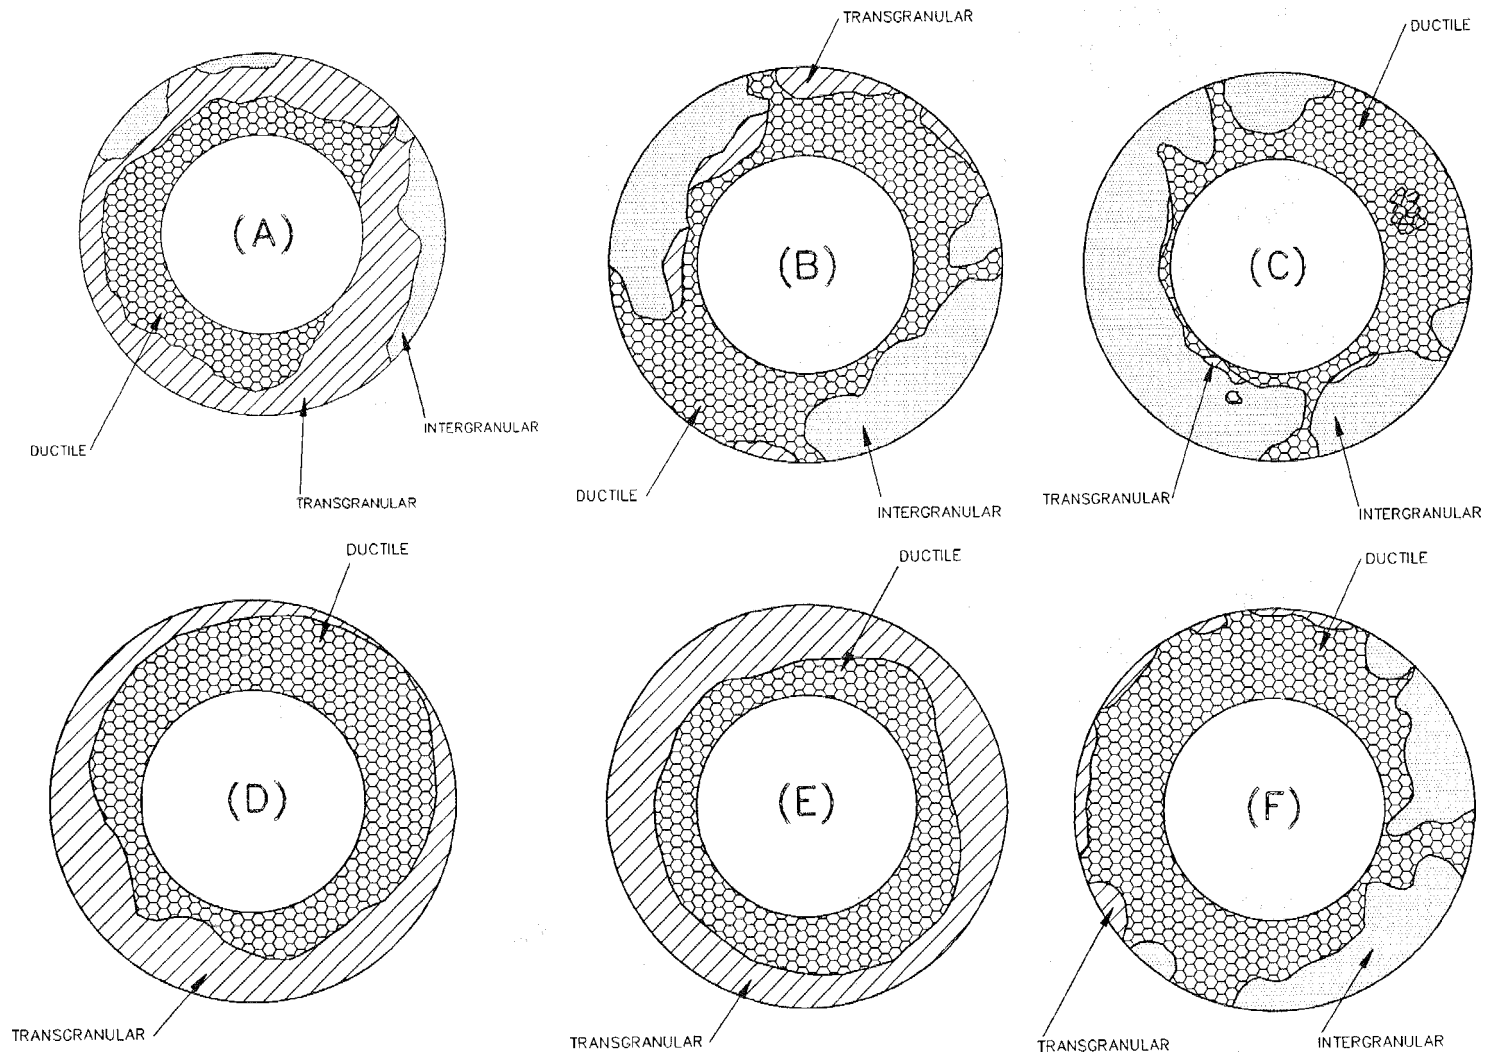 TRANSGRANULAR
DUCTILE
(A)
(B)
(C)
DUCTILE
INTERGRANULAR
TRANSGRANULAR
DUCTILE
INTERGRANULAR
TRANSGRANULAR
INTERGRANULAR
DUCTILE
DUCTILE
DUCTILE
(D)
(E)
(F)
TRANSGRANULAR
TRANSGRANULAR
TRANSGRANULAR
INTERGRANULAR